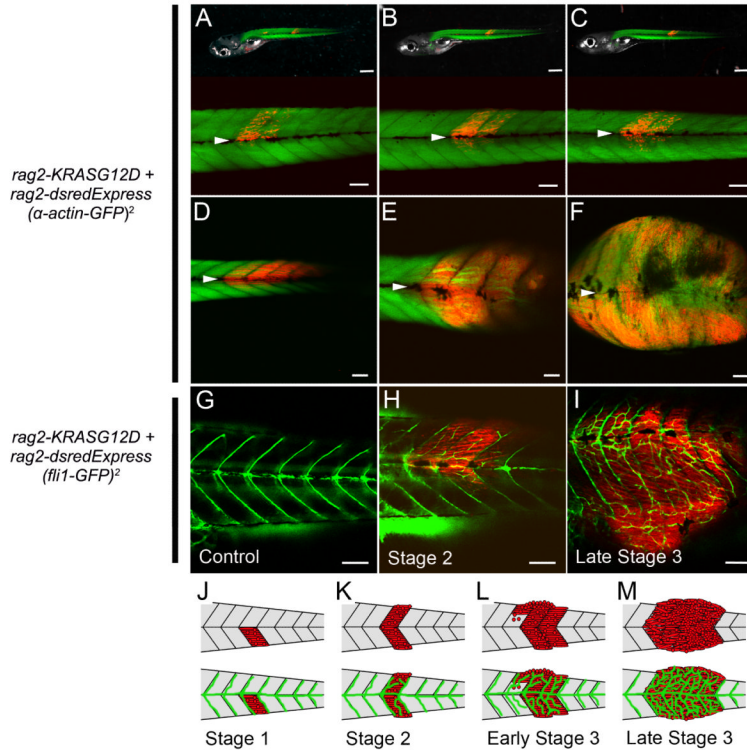 A
B
C
rag2-KRASG12D +
rag2-dsredExpress
(α-actin-GFP)²
D
E
F
rag2-KRASG12D +
rag2-dsredExpress
(fli1-GFP)²
G
H
I
Control
Stage 2
Late Stage 3
J
K
L
M
Stage 1
Stage 2
Early Stage 3
Late Stage 3